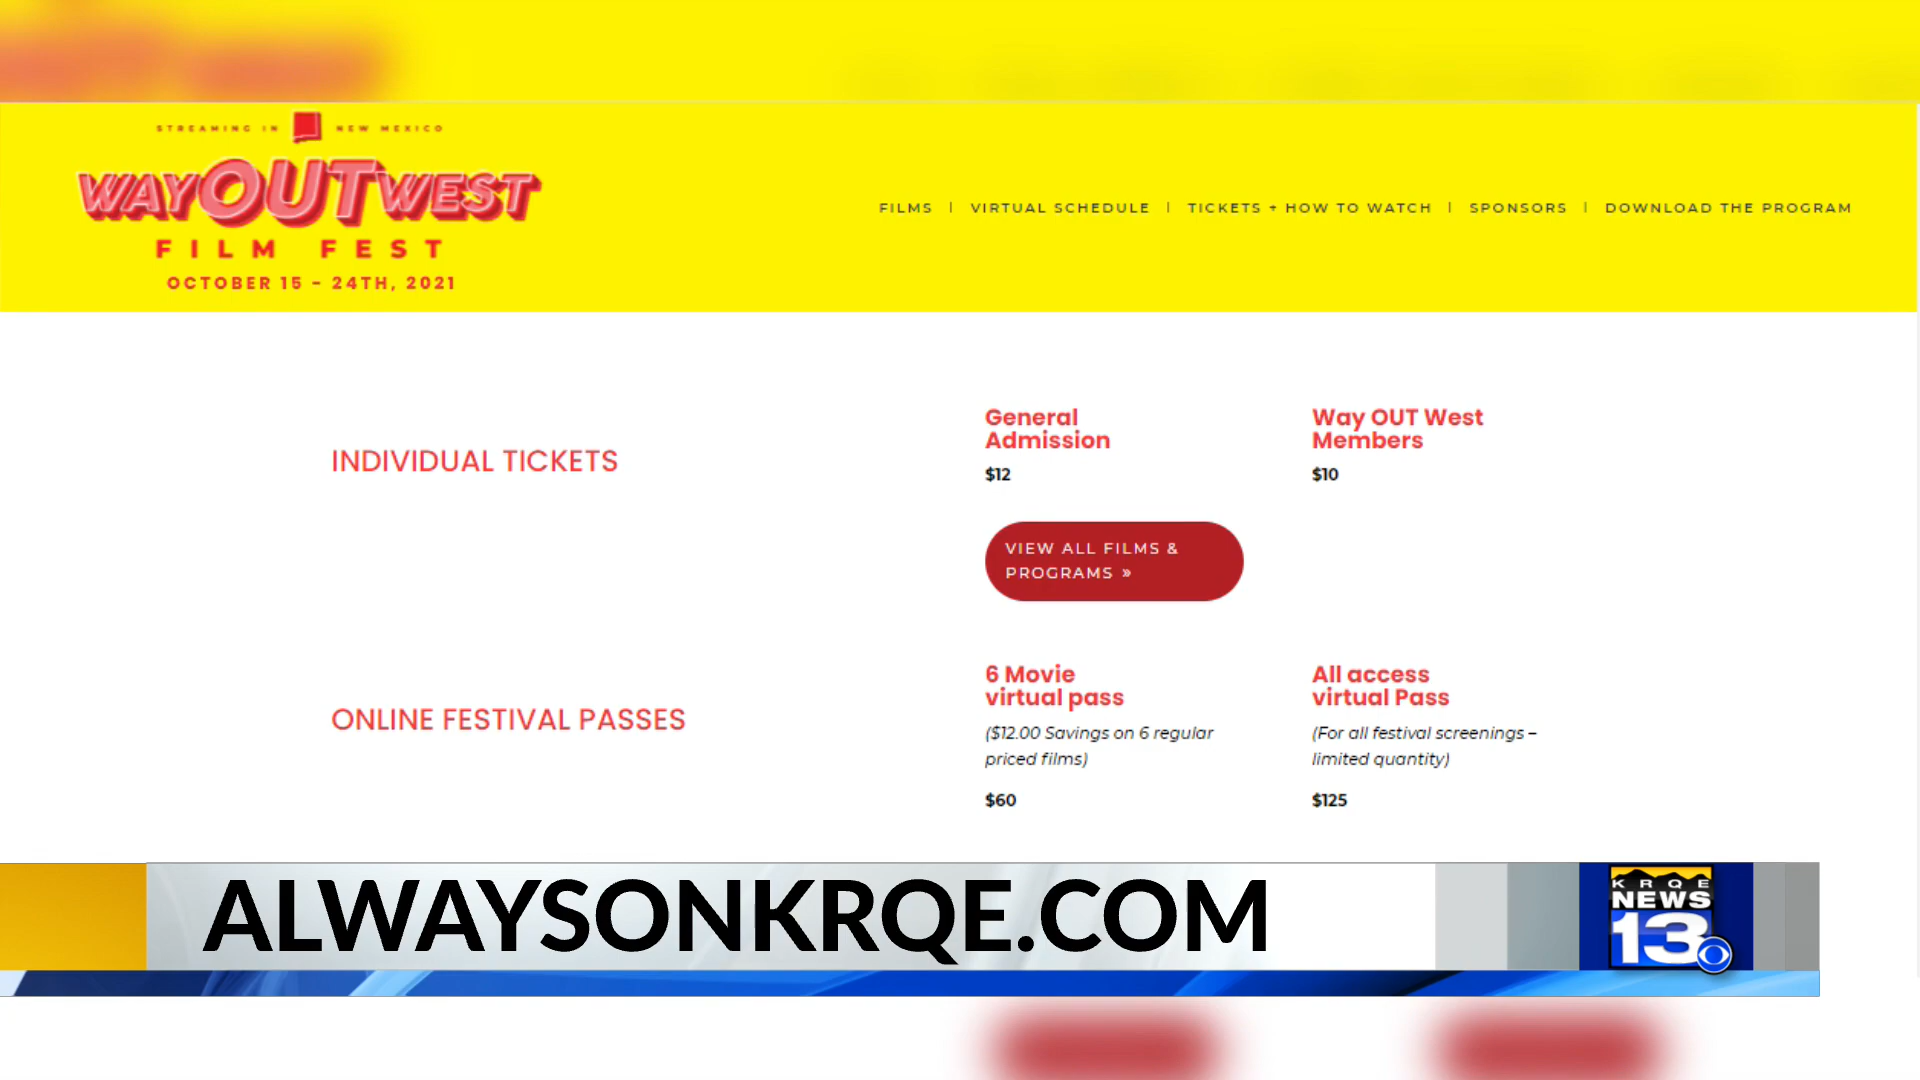 STREAMING IN NEW MEXICO
WAYOUTWEST
FILM FEST
OCTOBER 15 - 24TH, 2021
FILMS | VIRTUAL SCHEDULE | TICKETS + HOW TO WATCH | SPONSORS | DOWNLOAD THE PROGRAM
INDIVIDUAL TICKETS
General
Admission
$12
Way OUT West
Members
$10
VIEW ALL FILMS &
PROGRAMS »
ONLINE FESTIVAL PASSES
6 Movie
virtual pass
($12.00 Savings on 6 regular
priced films)
$60
All access
virtual Pass
(For all festival screenings –
limited quantity)
$125
ALWAYSONKRQE.COM
KRQE
NEWS
13